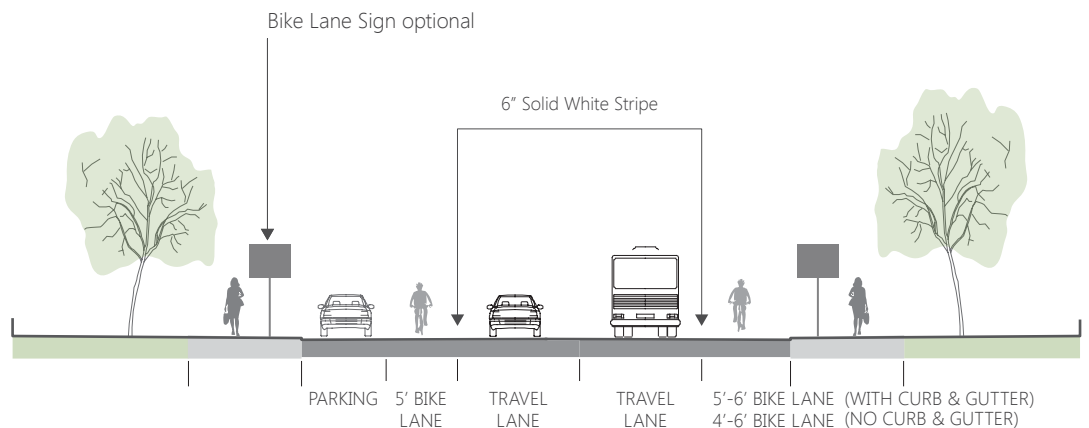 Bike Lane Sign optional
6” Solid White Stripe
PARKING
5’ BIKE
LANE
TRAVEL
LANE
TRAVEL
LANE
5’-6’ BIKE LANE (WITH CURB & GUTTER)
4’-6’ BIKE LANE (NO CURB & GUTTER)